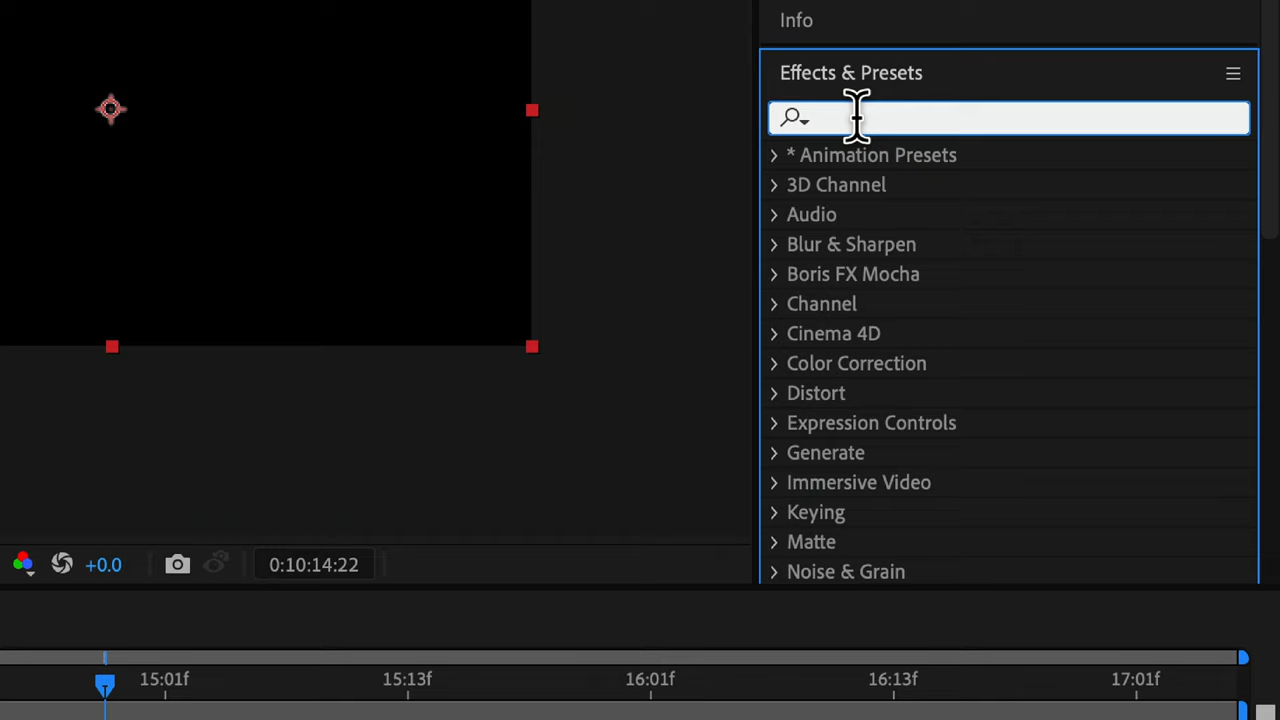 Info
Effects & Presets
* Animation Presets
3D Channel
Audio
Blur & Sharpen
Boris FX Mocha
Channel
Cinema 4D
Color Correction
Distort
Expression Controls
Generate
Immersive Video
Keying
Matte
Noise & Grain
+0.0
0:10:14:22
15:01f 15:13f 16:01f 16:13f 17:01f